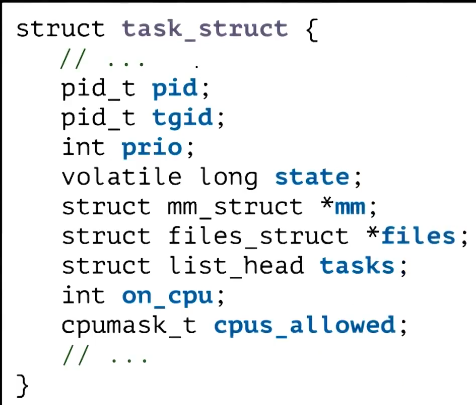 struct task_struct {
// ...
pid_t pid;
pid_t tgid;
int prio;
volatile long state;
struct mm_struct *mm;
struct files_struct *files;
struct list_head tasks;
int on_cpu;
cpumask_t cpus_allowed;
// ...
}